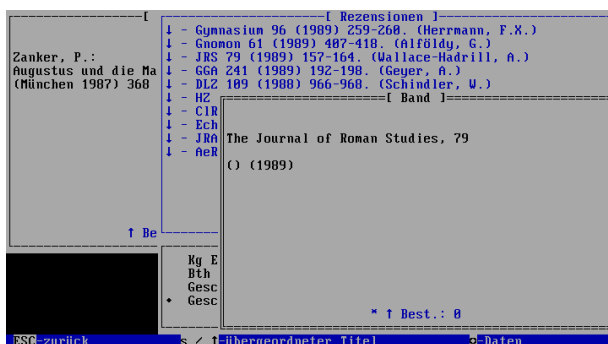 [ Rezensionen ]
↓ - Gymnasium 96 (1989) 259-260. (Herrmann, F.X.)
↓ - Gnomon 61 (1989) 407-418. (Alföldy, G.)
↓ - JRS 79 (1989) 157-164. (Wallace-Hadrill, A.)
↓ - GGA 241 (1989) 192-198. (Geyer, A.)
↓ - DLZ 109 (1988) 966-968. (Schindler, W.)
↓ - HZ
↓ - ClR
↓ - Ech
↓ - JRA
↓ - AeR
[
Zanker, P.:
Augustus und die Ma
(München 1987) 368
↑ Be
[ Band ]
The Journal of Roman Studies, 79
() (1989)
* ↑ Best.: 0
Kg E
Bth
Gesc
♦ Gesc
ESC-zurück s / ↑-übergeordneter Titel -Daten